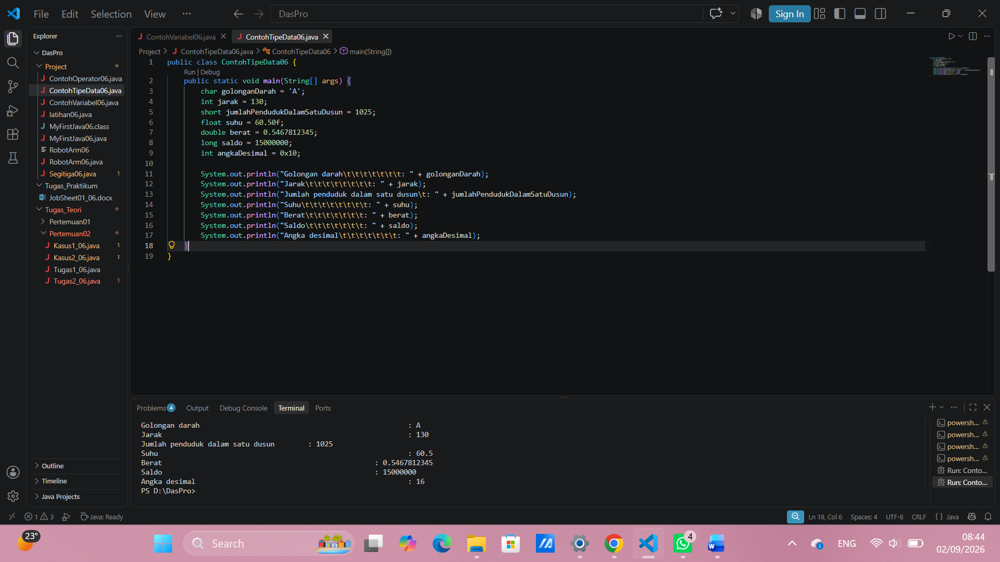 File Edit Selection View ··· DasPro Sign In
Explorer
DasPro
Project
ContohOperator06.java
ContohTipeData06.java
ContohVariabel06.java
latihan06.java
MyFirstJava06.class
MyFirstJava06.java
RobotArm06
RobotArm06.java
Segitiga06.java 1
Tugas_Praktikum
JobSheet01_06.docx
Tugas_Teori
Pertemuan01
Pertemuan02
Kasus1_06.java 1
Kasus2_06.java 1
Tugas1_06.java
Tugas2_06.java 1
Outline
Timeline
Java Projects
ContohVariabel06.java ContohTipeData06.java
Project > ContohTipeData06.java > ContohTipeData06 > main(String[])
1 public class ContohTipeData06 {
Run | Debug
2 public static void main(String[] args) {
3 char golonganDarah = 'A';
4 int jarak = 130;
5 short jumlahPendudukDalamSatuDusun = 1025;
6 float suhu = 60.50f;
7 double berat = 0.5467812345;
8 long saldo = 15000000;
9 int angkaDesimal = 0x10;
10
11 System.out.println("Golongan darah\t\t\t\t\t\t\t: " + golonganDarah);
12 System.out.println("Jarak\t\t\t\t\t\t\t\t: " + jarak);
13 System.out.println("Jumlah penduduk dalam satu dusun\t: " + jumlahPendudukDalamSatuDusun);
14 System.out.println("Suhu\t\t\t\t\t\t\t\t: " + suhu);
15 System.out.println("Berat\t\t\t\t\t\t\t: " + berat);
16 System.out.println("Saldo\t\t\t\t\t\t\t: " + saldo);
17 System.out.println("Angka desimal\t\t\t\t\t\t\t: " + angkaDesimal);
18 }
19 }
Problems 4 Output Debug Console Terminal Ports
Golongan darah : A
Jarak : 130
Jumlah penduduk dalam satu dusun : 1025
Suhu : 60.5
Berat : 0.5467812345
Saldo : 15000000
Angka desimal : 16
PS D:\DasPro>
powersh...
powersh...
powersh...
powersh...
Run: Conto...
Run: Conto...
1 3 Java: Ready Ln 18, Col 6 Spaces: 4 UTF-8 CRLF { } Java
23° Search 4 ENG 08:44
02/09/2026